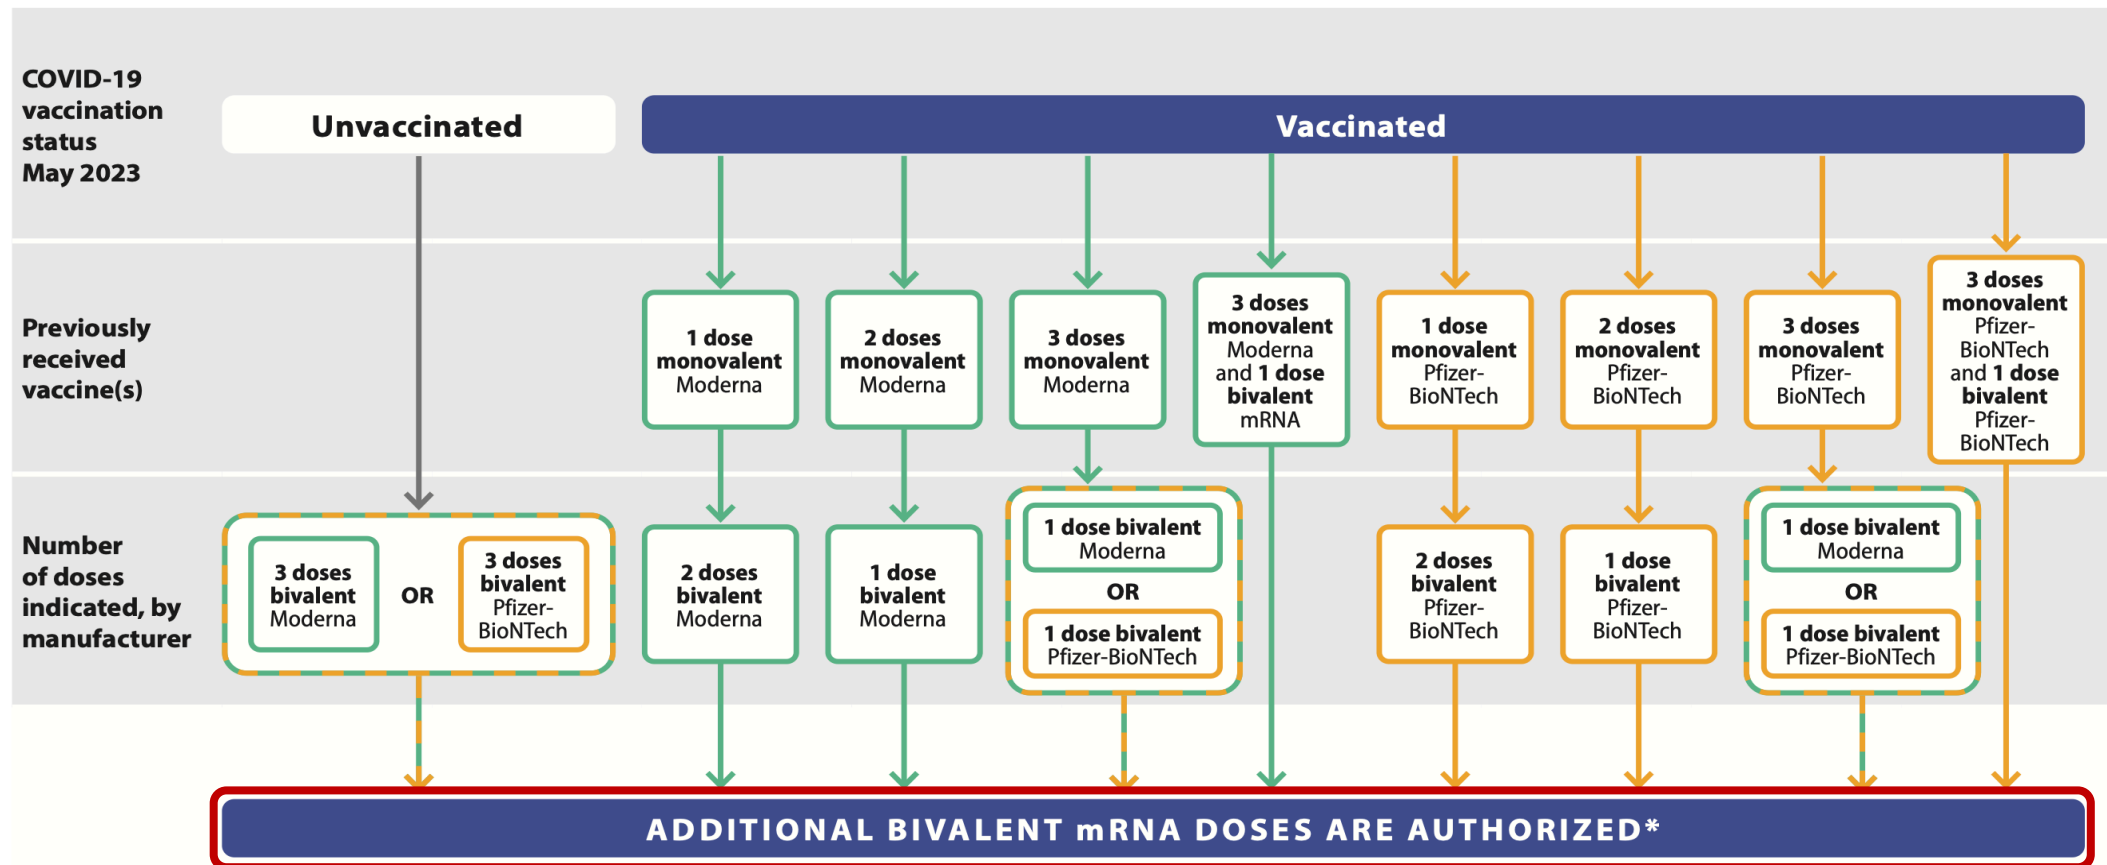 COVID-19
vaccination
status
May 2023
Unvaccinated
Vaccinated
Previously
received
vaccine(s)
1 dose
monovalent
Moderna
2 doses
monovalent
Moderna
3 doses
monovalent
Moderna
3 doses
monovalent
Moderna
and 1 dose
bivalent
mRNA
1 dose
monovalent
Pfizer-
BioNTech
2 doses
monovalent
Pfizer-
BioNTech
3 doses
monovalent
Pfizer-
BioNTech
3 doses
monovalent
Pfizer-
BioNTech
and 1 dose
bivalent
Pfizer-
BioNTech
Number
of doses
indicated, by
manufacturer
3 doses
bivalent
Moderna
OR
3 doses
bivalent
Pfizer-
BioNTech
2 doses
bivalent
Moderna
1 dose
bivalent
Moderna
1 dose bivalent
Moderna
OR
1 dose bivalent
Pfizer-BioNTech
2 doses
bivalent
Pfizer-
BioNTech
1 dose
bivalent
Pfizer-
BioNTech
1 dose bivalent
Moderna
OR
1 dose bivalent
Pfizer-BioNTech
ADDITIONAL BIVALENT mRNA DOSES ARE AUTHORIZED*